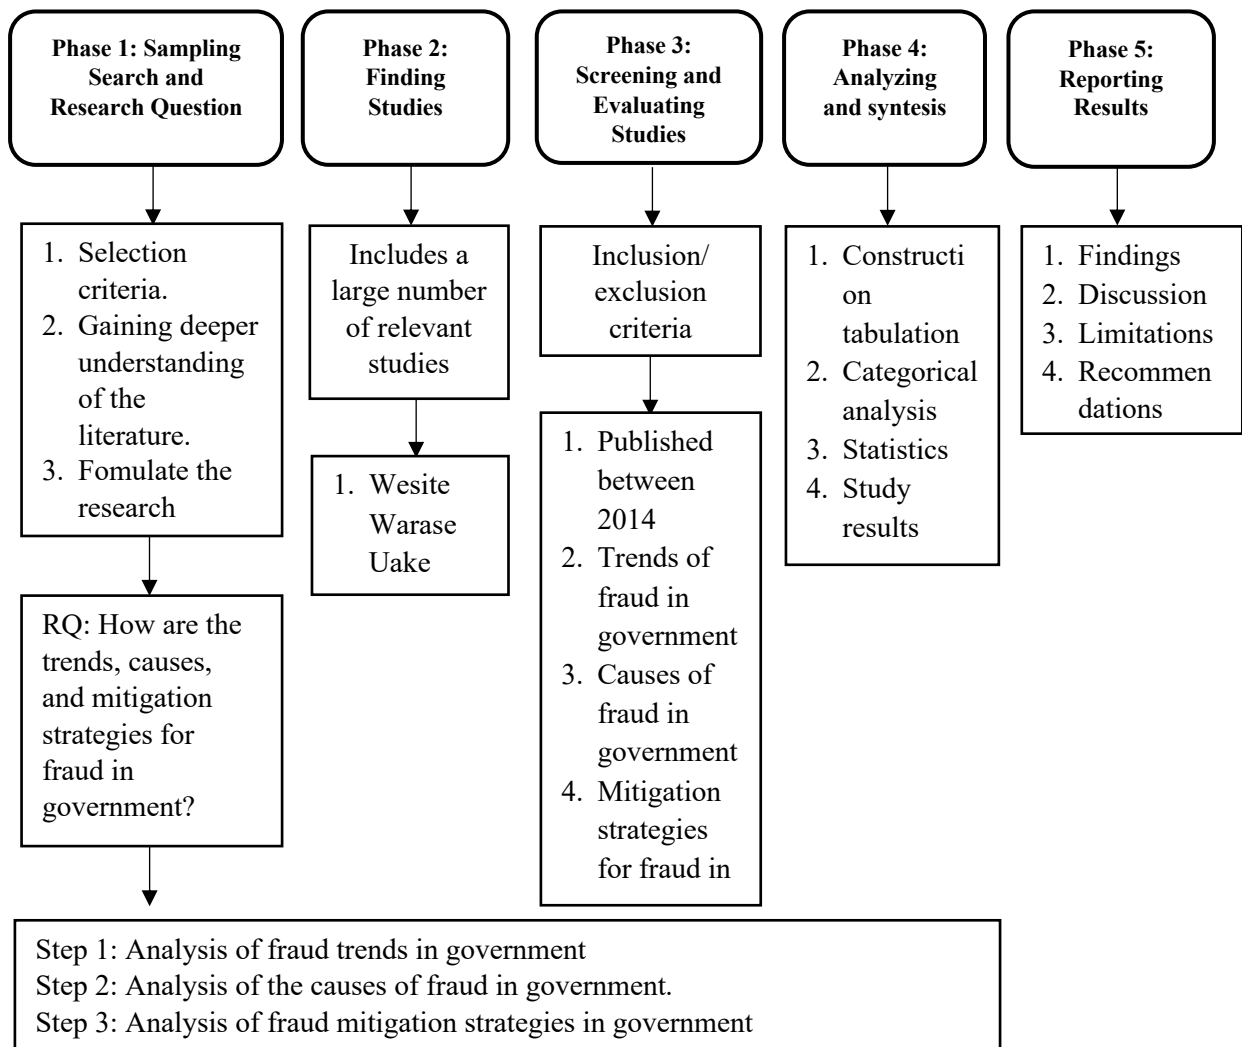 Phase 1: Sampling
Search and
Research Question
Phase 2:
Finding
Studies
Phase 3:
Screening and
Evaluating
Studies
Phase 4:
Analyzing
and syntesis
Phase 5:
Reporting
Results
1. Selection
criteria.
2. Gaining deeper
understanding
of the
literature.
3. Fomulate the
research
RQ: How are the
trends, causes,
and mitigation
strategies for
fraud in
government?
Includes a
large number
of relevant
studies
1. Wesite
Warase
Uake
Inclusion/
exclusion
criteria
1. Published
between
2014
2. Trends of
fraud in
government
3. Causes of
fraud in
government
4. Mitigation
strategies
for fraud in
1. Constructi
on
tabulation
2. Categorical
analysis
3. Statistics
4. Study
results
1. Findings
2. Discussion
3. Limitations
4. Recommen
dations
Step 1: Analysis of fraud trends in government
Step 2: Analysis of the causes of fraud in government.
Step 3: Analysis of fraud mitigation strategies in government